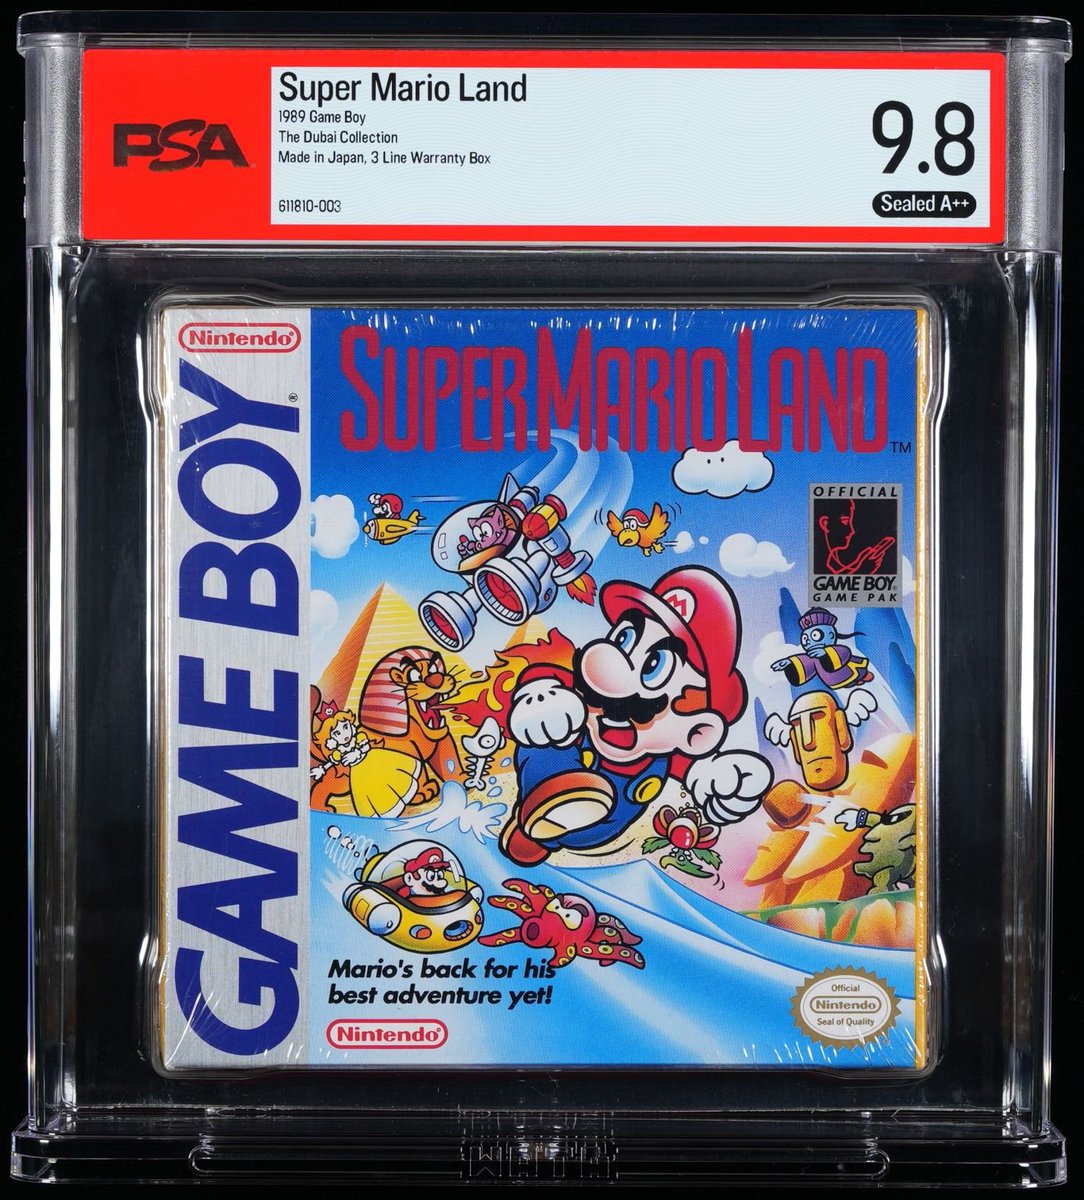 PSA
Super Mario Land
1989 Game Boy
The Dubai Collection
Made in Japan, 3 Line Warranty Box
611810-003
9.8
Sealed A++
Nintendo®
GAME BOY®
SUPER MARIO LAND™
OFFICIAL
GAME BOY®
GAME PAK
M
Mario's back for his
best adventure yet!
Nintendo®
Official
Nintendo
Seal of Quality
WATA